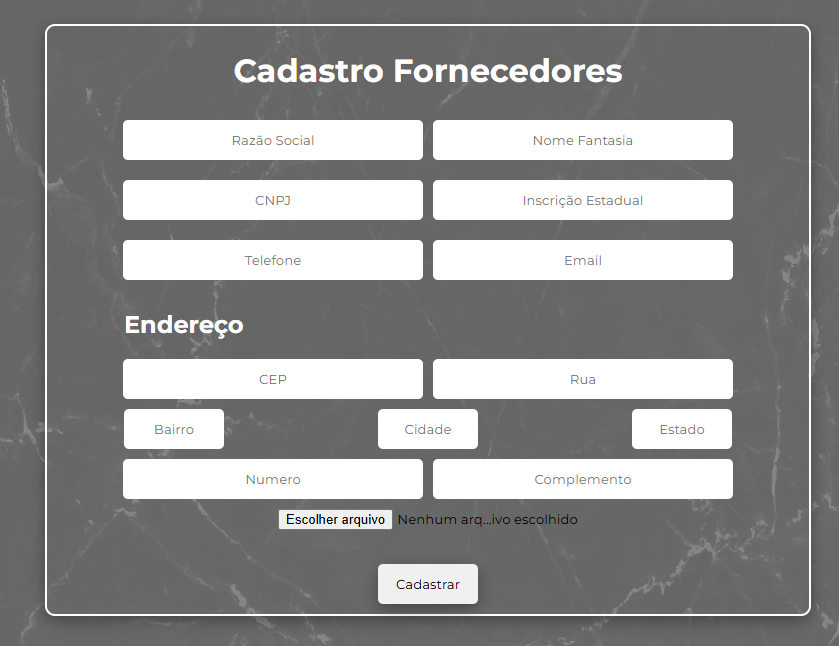 Cadastro Fornecedores
Razão Social Nome Fantasia
CNPJ Inscrição Estadual
Telefone Email
Endereço
CEP Rua
Bairro Cidade Estado
Numero Complemento
Escolher arquivo Nenhum arq...ivo escolhido
Cadastrar